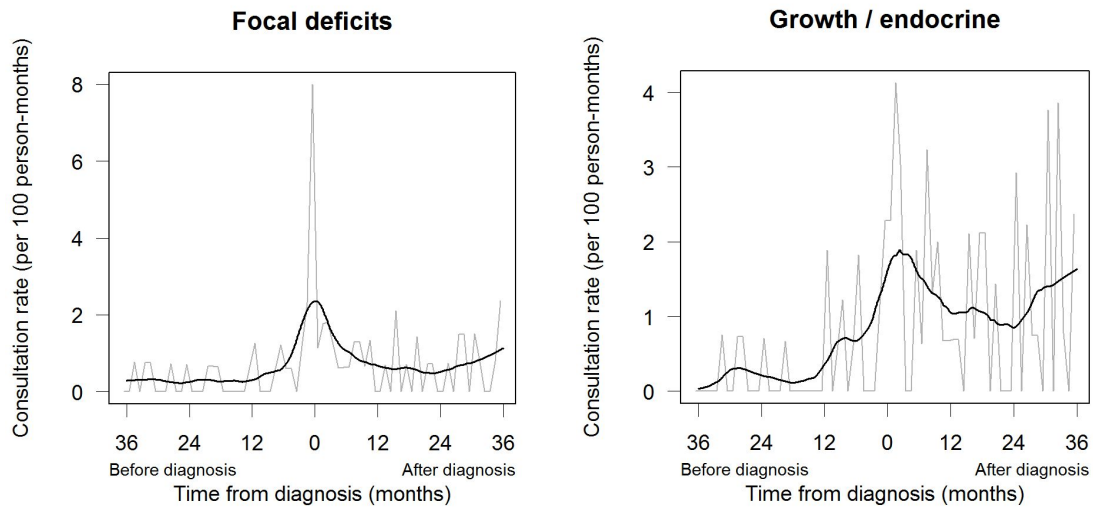 Focal deficits
Consultation rate (per 100 person-months)
8
6
4
2
0
36 24 12 0 12 24 36
Before diagnosis After diagnosis
Time from diagnosis (months)
Growth / endocrine
Consultation rate (per 100 person-months)
4
3
2
1
0
36 24 12 0 12 24 36
Before diagnosis After diagnosis
Time from diagnosis (months)